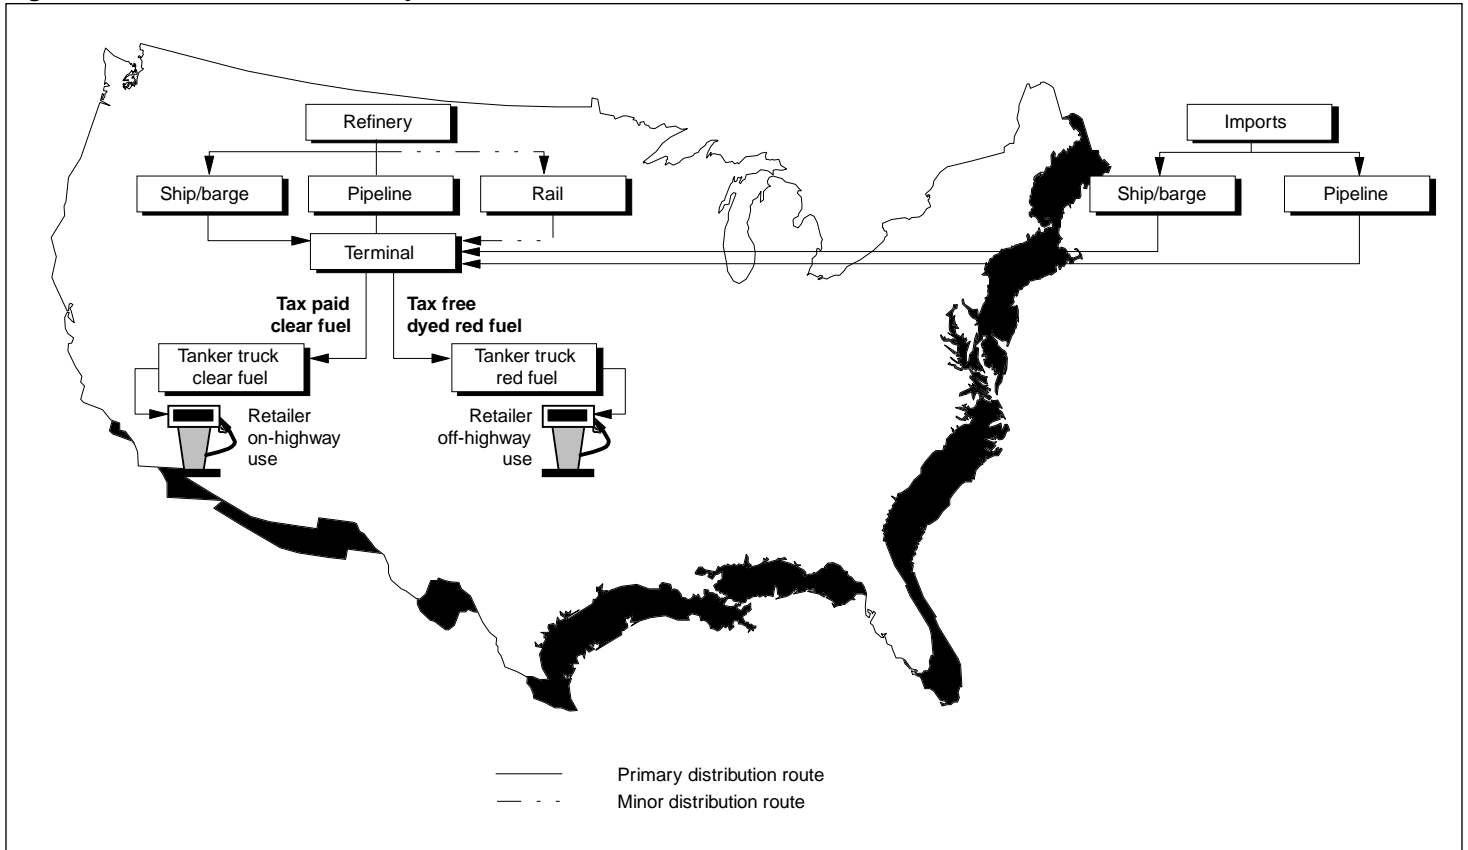 Refinery
Imports
Ship/barge
Pipeline
Rail
Ship/barge
Pipeline
Terminal
Tax paid
clear fuel
Tax free
dyed red fuel
Tanker truck
clear fuel
Tanker truck
red fuel
Retailer
on-highway
use
Retailer
off-highway
use
Primary distribution route
Minor distribution route